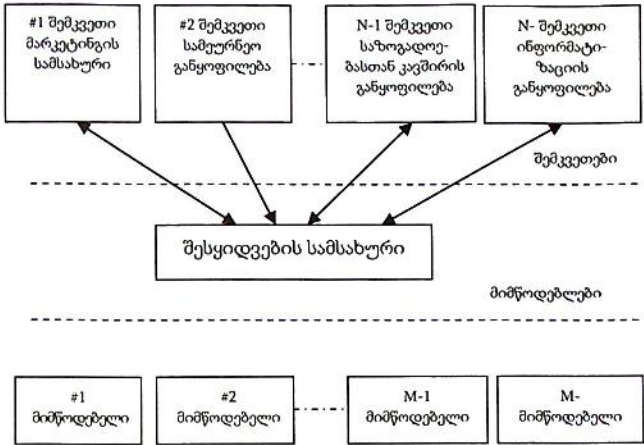 #1 შემკვეთი
მარკეტინგის
სამსახური
#2 შემკვეთი
სამეურნეო
განყოფილება
N-1 შემკვეთი
საზოგადოე-
ბასთან კავშირის
განყოფილება
N- შემკვეთი
ინფორმატი-
ზაციის
განყოფილება
შემკვეთები
შესყიდვების სამსახური
მიმწოდებლები
#1
მიმწოდებელი
#2
მიმწოდებელი
M-1
მიმწოდებელი
M-
მიმწოდებელი